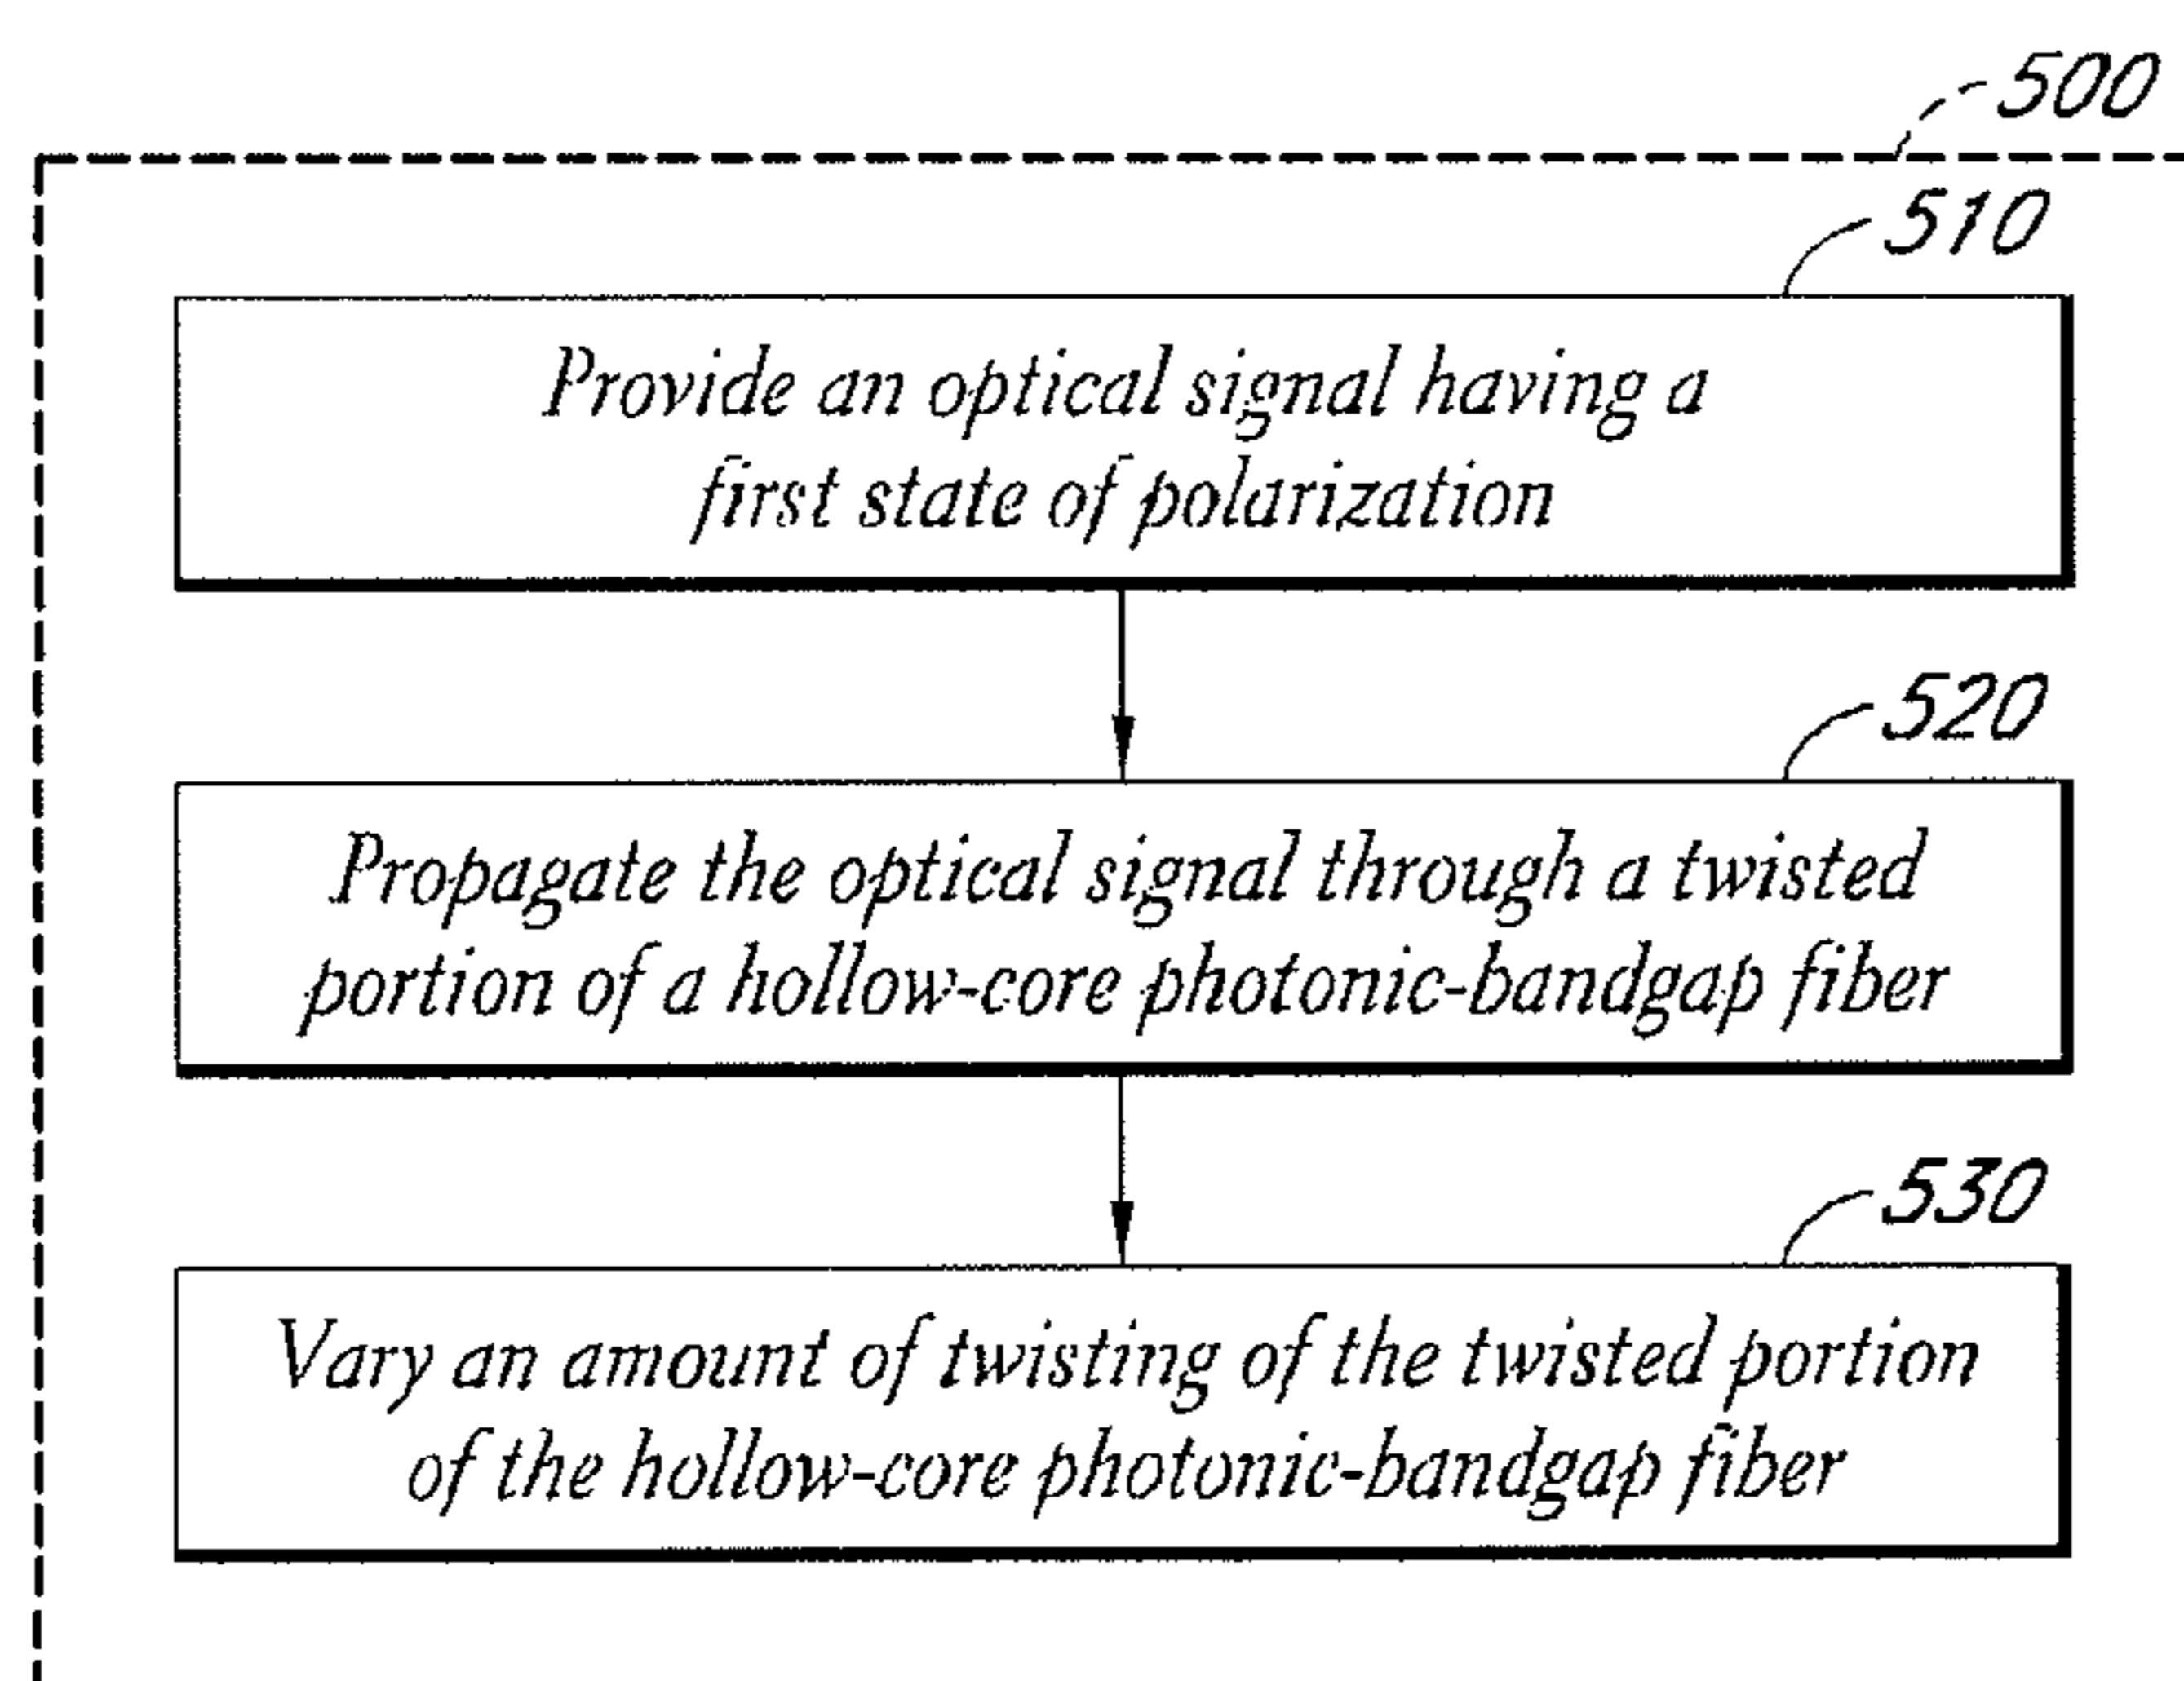 500
510
Provide an optical signal having a
first state of polarization
520
Propagate the optical signal through a twisted
portion of a hollow-core photonic-bandgap fiber
530
Vary an amount of twisting of the twisted portion
of the hollow-core photonic-bandgap fiber